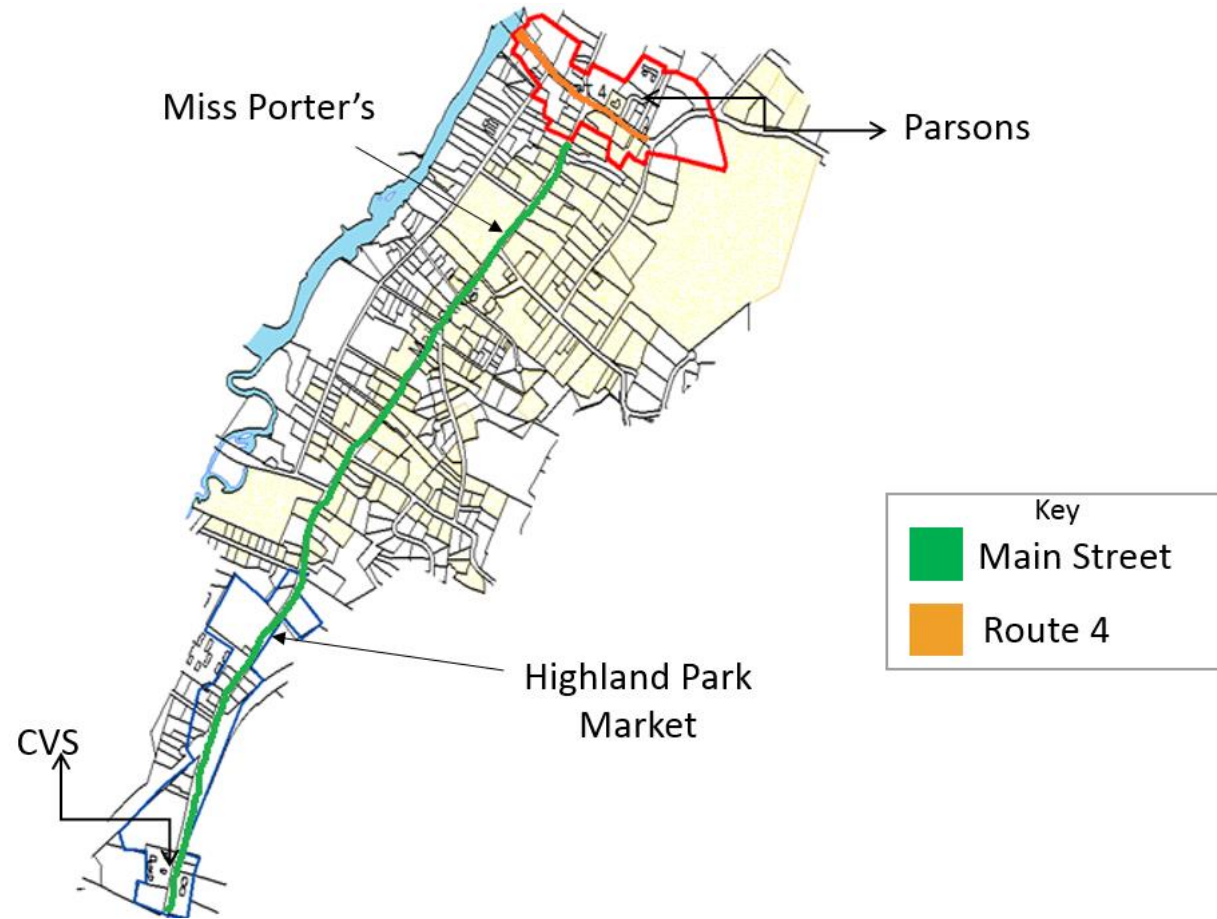 Miss Porter's
Parsons
Highland Park
Market
CVS
Key
Main Street
Route 4